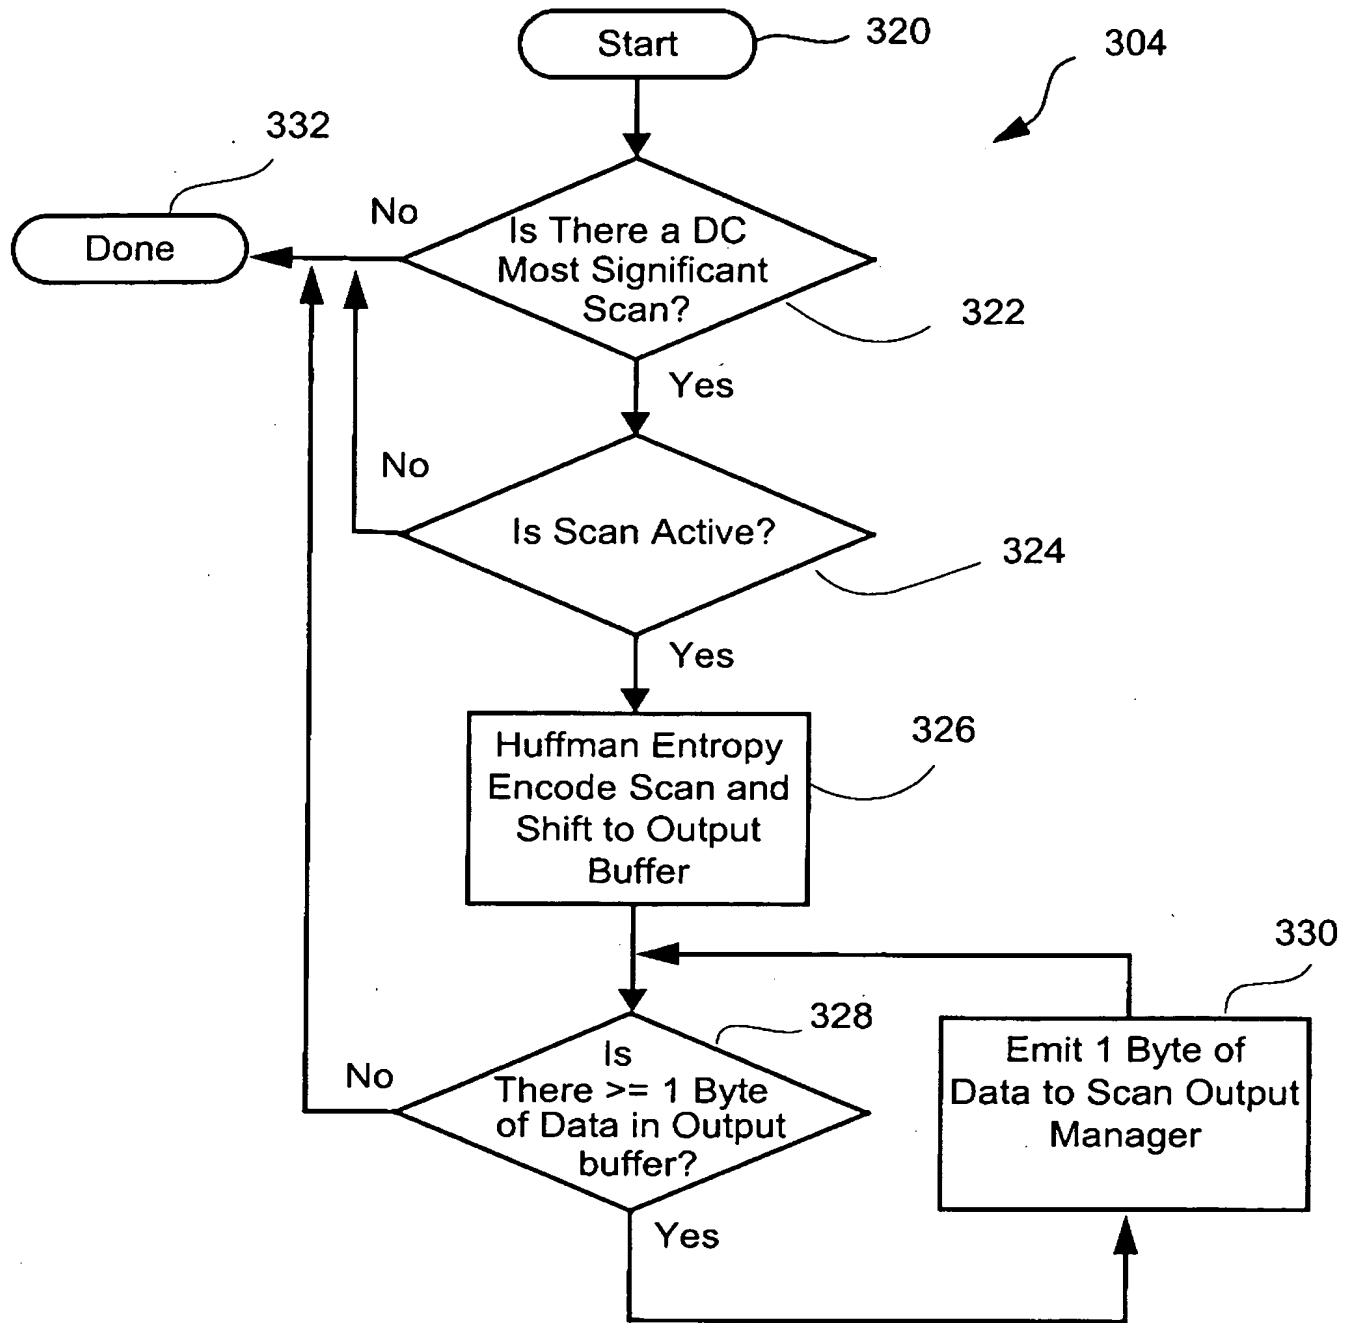 Start
320
304
332
Done
No
Is There a DC
Most Significant
Scan?
322
Yes
No
Is Scan Active?
324
Yes
Huffman Entropy
Encode Scan and
Shift to Output
Buffer
326
330
328
Is
There >= 1 Byte
of Data in Output
buffer?
No
Emit 1 Byte of
Data to Scan Output
Manager
Yes